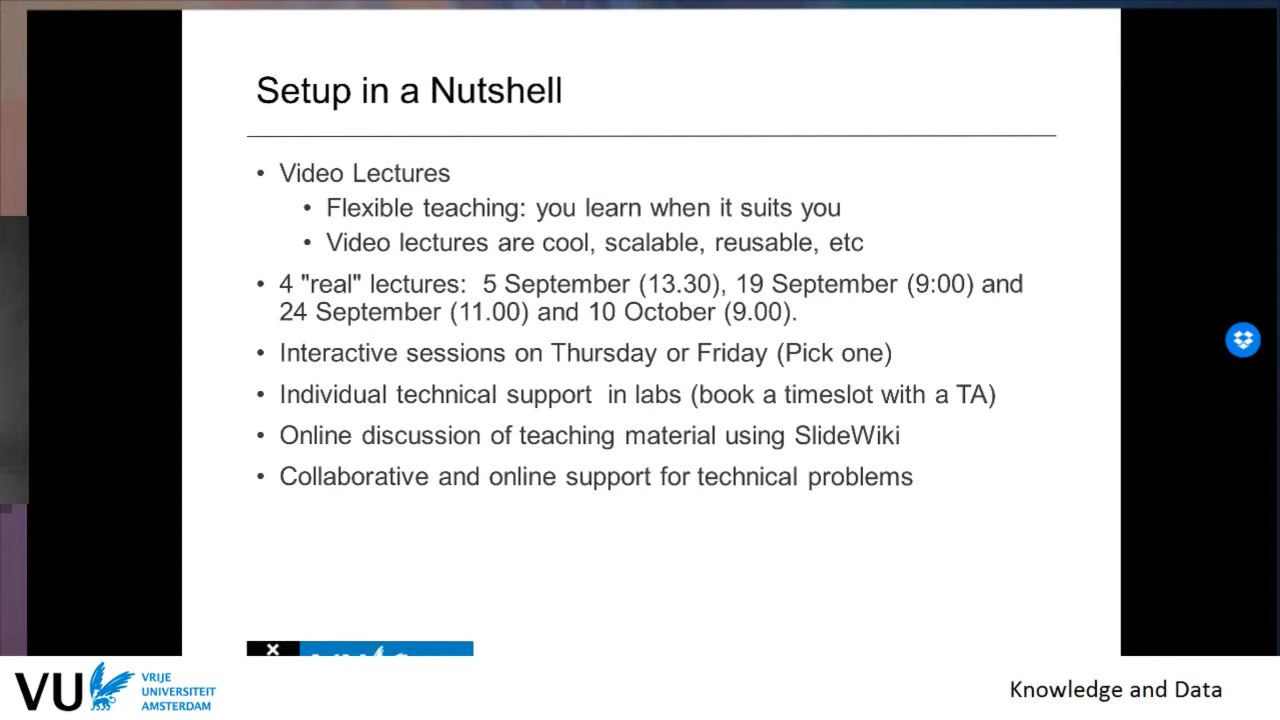 Setup in a Nutshell
• Video Lectures
• Flexible teaching: you learn when it suits you
• Video lectures are cool, scalable, reusable, etc
• 4 "real" lectures:  5 September (13.30), 19 September (9:00) and
24 September (11.00) and 10 October (9.00).
• Interactive sessions on Thursday or Friday (Pick one)
• Individual technical support  in labs (book a timeslot with a TA)
• Online discussion of teaching material using SlideWiki
• Collaborative and online support for technical problems
VU VRIJE
UNIVERSITEIT
AMSTERDAM
Knowledge and Data